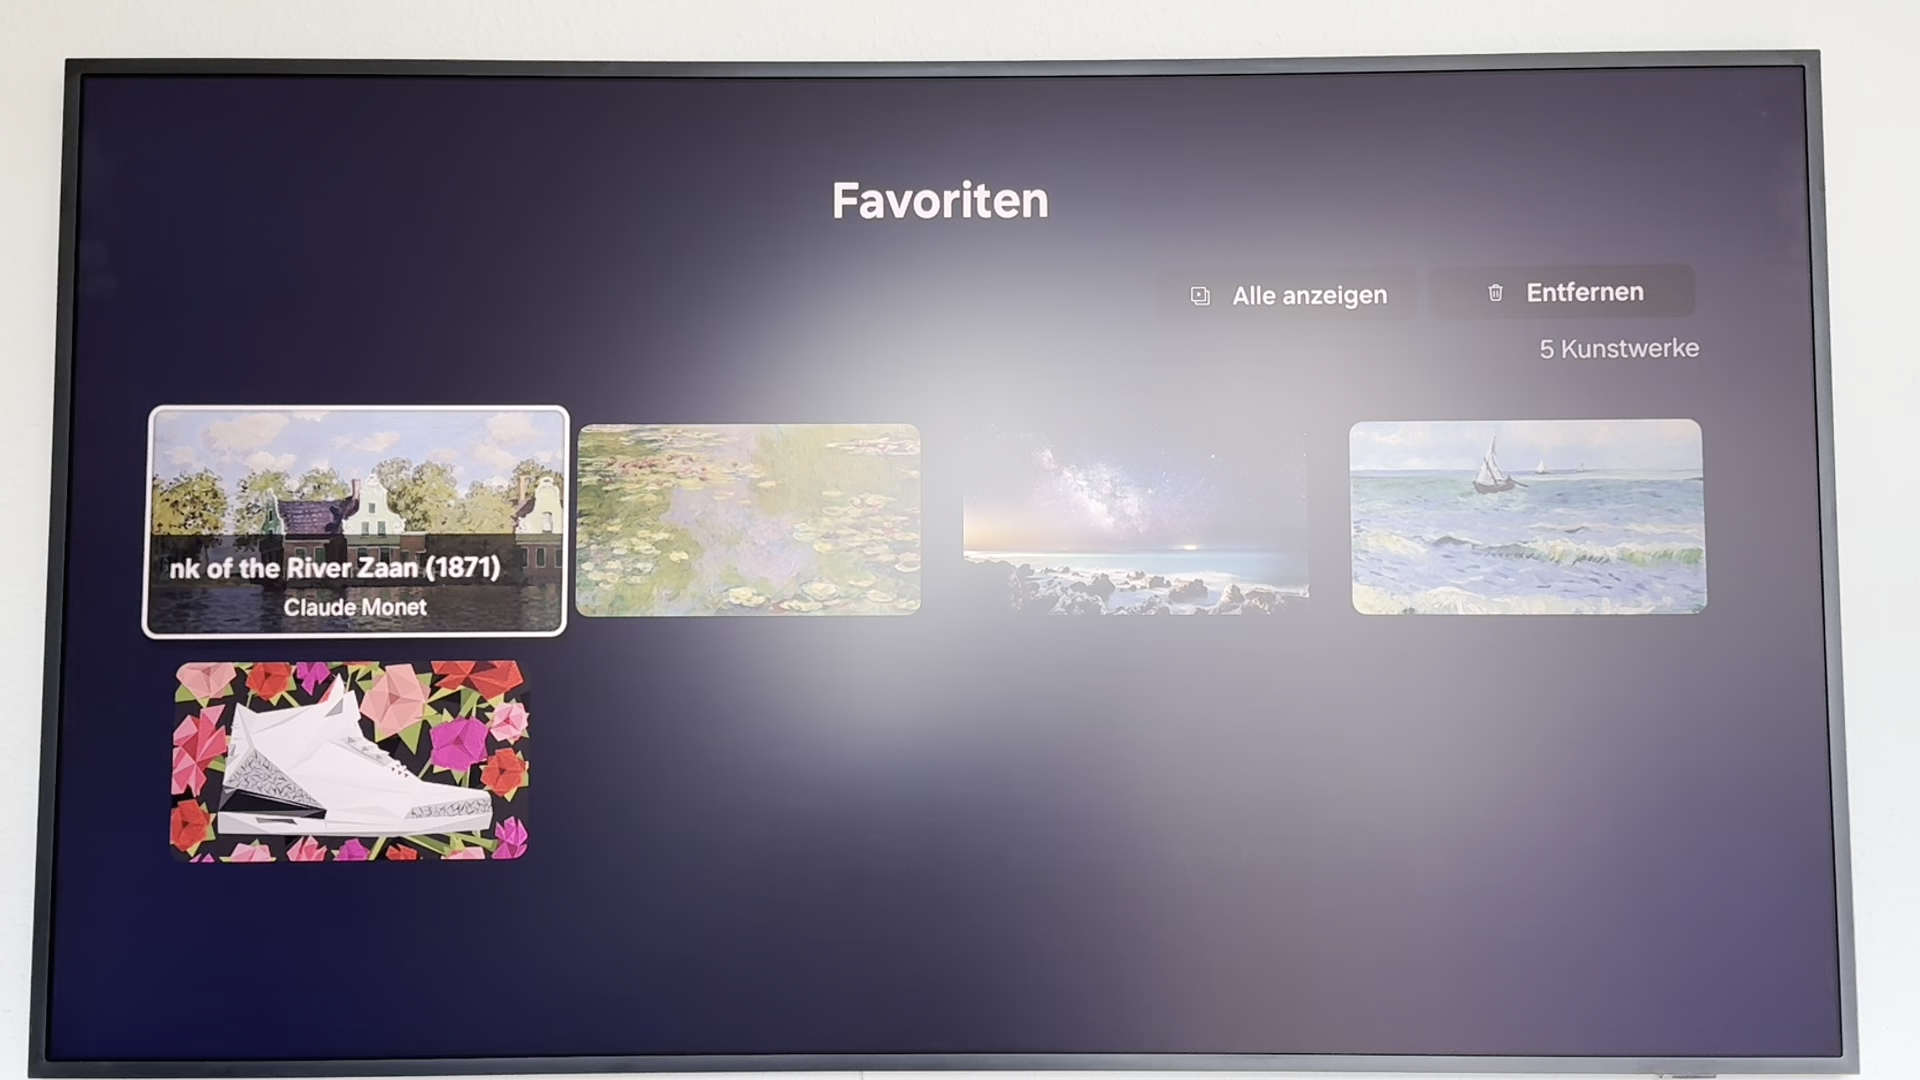 Favoriten
Alle anzeigen
Entfernen
5 Kunstwerke
nk of the River Zaan (1871)
Claude Monet